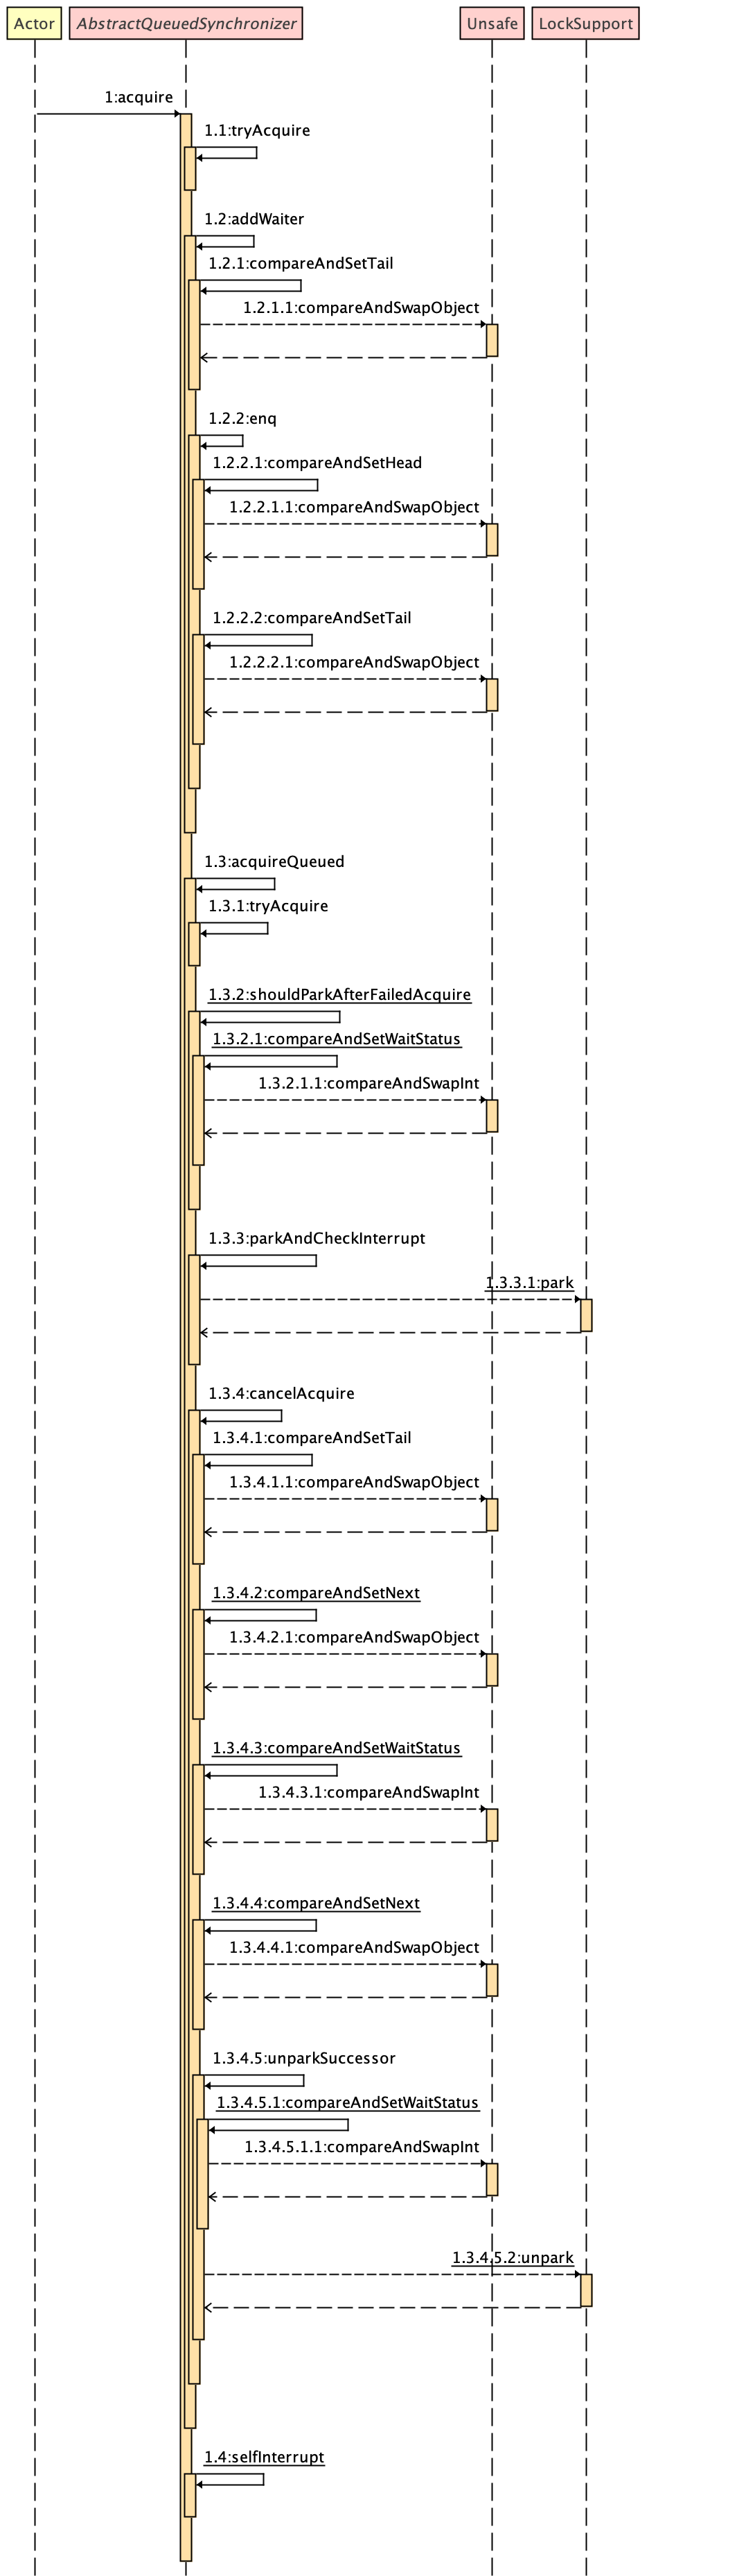 Actor
AbstractQueuedSynchronizer
Unsafe
LockSupport
1:acquire
1.1:tryAcquire
1.2:addWaiter
1.2.1:compareAndSetTail
1.2.1.1:compareAndSwapObject
1.2.2:enq
1.2.2.1:compareAndSetHead
1.2.2.1.1:compareAndSwapObject
1.2.2.2:compareAndSetTail
1.2.2.2.1:compareAndSwapObject
1.3:acquireQueued
1.3.1:tryAcquire
1.3.2:shouldParkAfterFailedAcquire
1.3.2.1:compareAndSetWaitStatus
1.3.2.1.1:compareAndSwapInt
1.3.3:parkAndCheckInterrupt
1.3.3.1:park
1.3.4:cancelAcquire
1.3.4.1:compareAndSetTail
1.3.4.1.1:compareAndSwapObject
1.3.4.2:compareAndSetNext
1.3.4.2.1:compareAndSwapObject
1.3.4.3:compareAndSetWaitStatus
1.3.4.3.1:compareAndSwapInt
1.3.4.4:compareAndSetNext
1.3.4.4.1:compareAndSwapObject
1.3.4.5:unparkSuccessor
1.3.4.5.1:compareAndSetWaitStatus
1.3.4.5.1.1:compareAndSwapInt
1.3.4.5.2:unpark
1.4:selfInterrupt